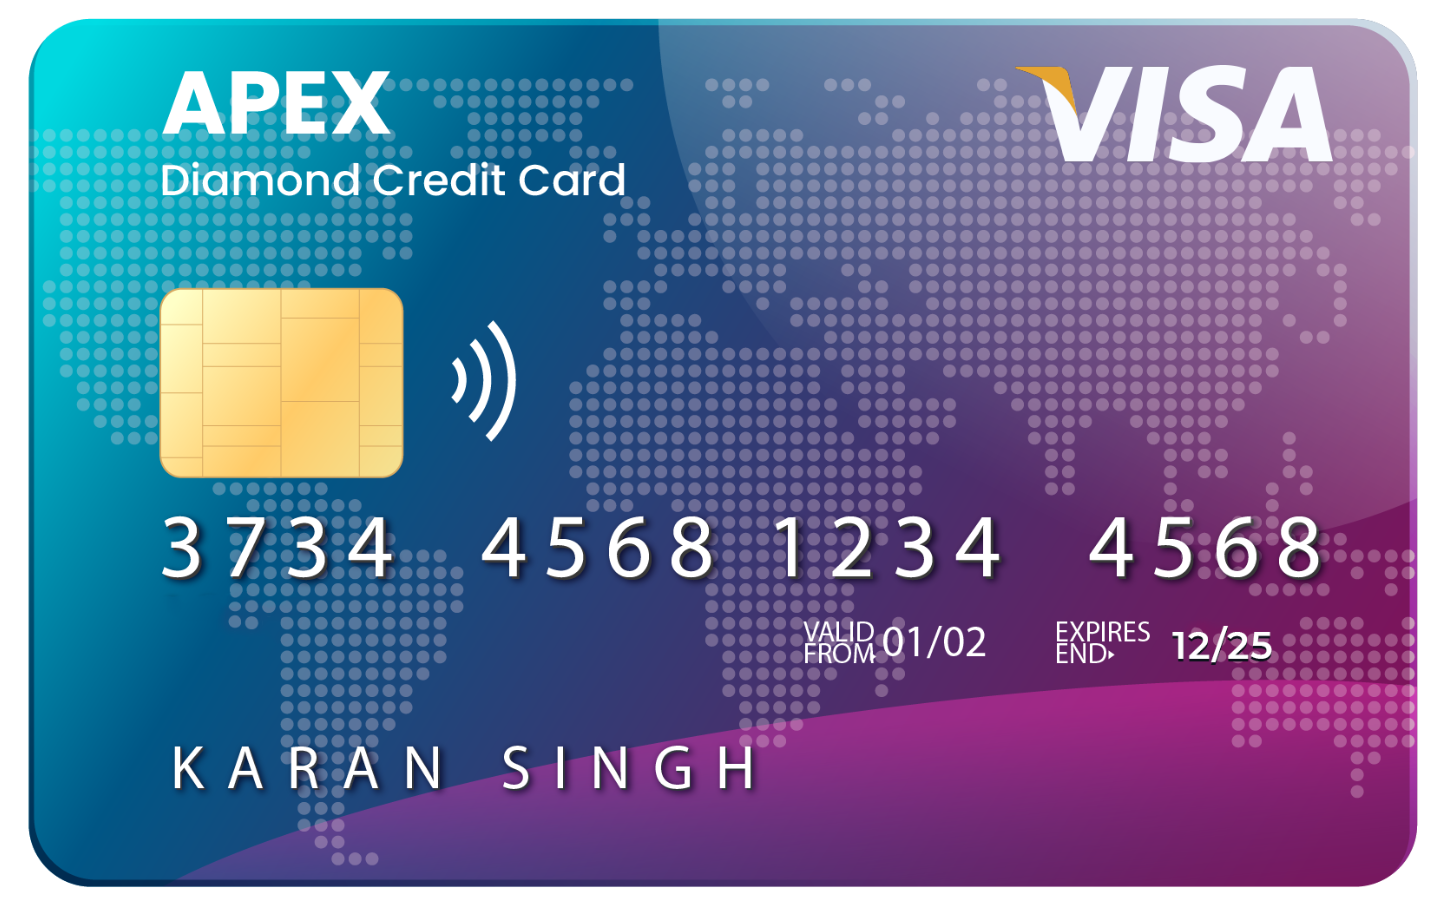 APEX
VISA
Diamond Credit Card
3734 4568 1234 4568
VALID FROM 01/02 EXPIRES END 12/25
KARAN SINGH